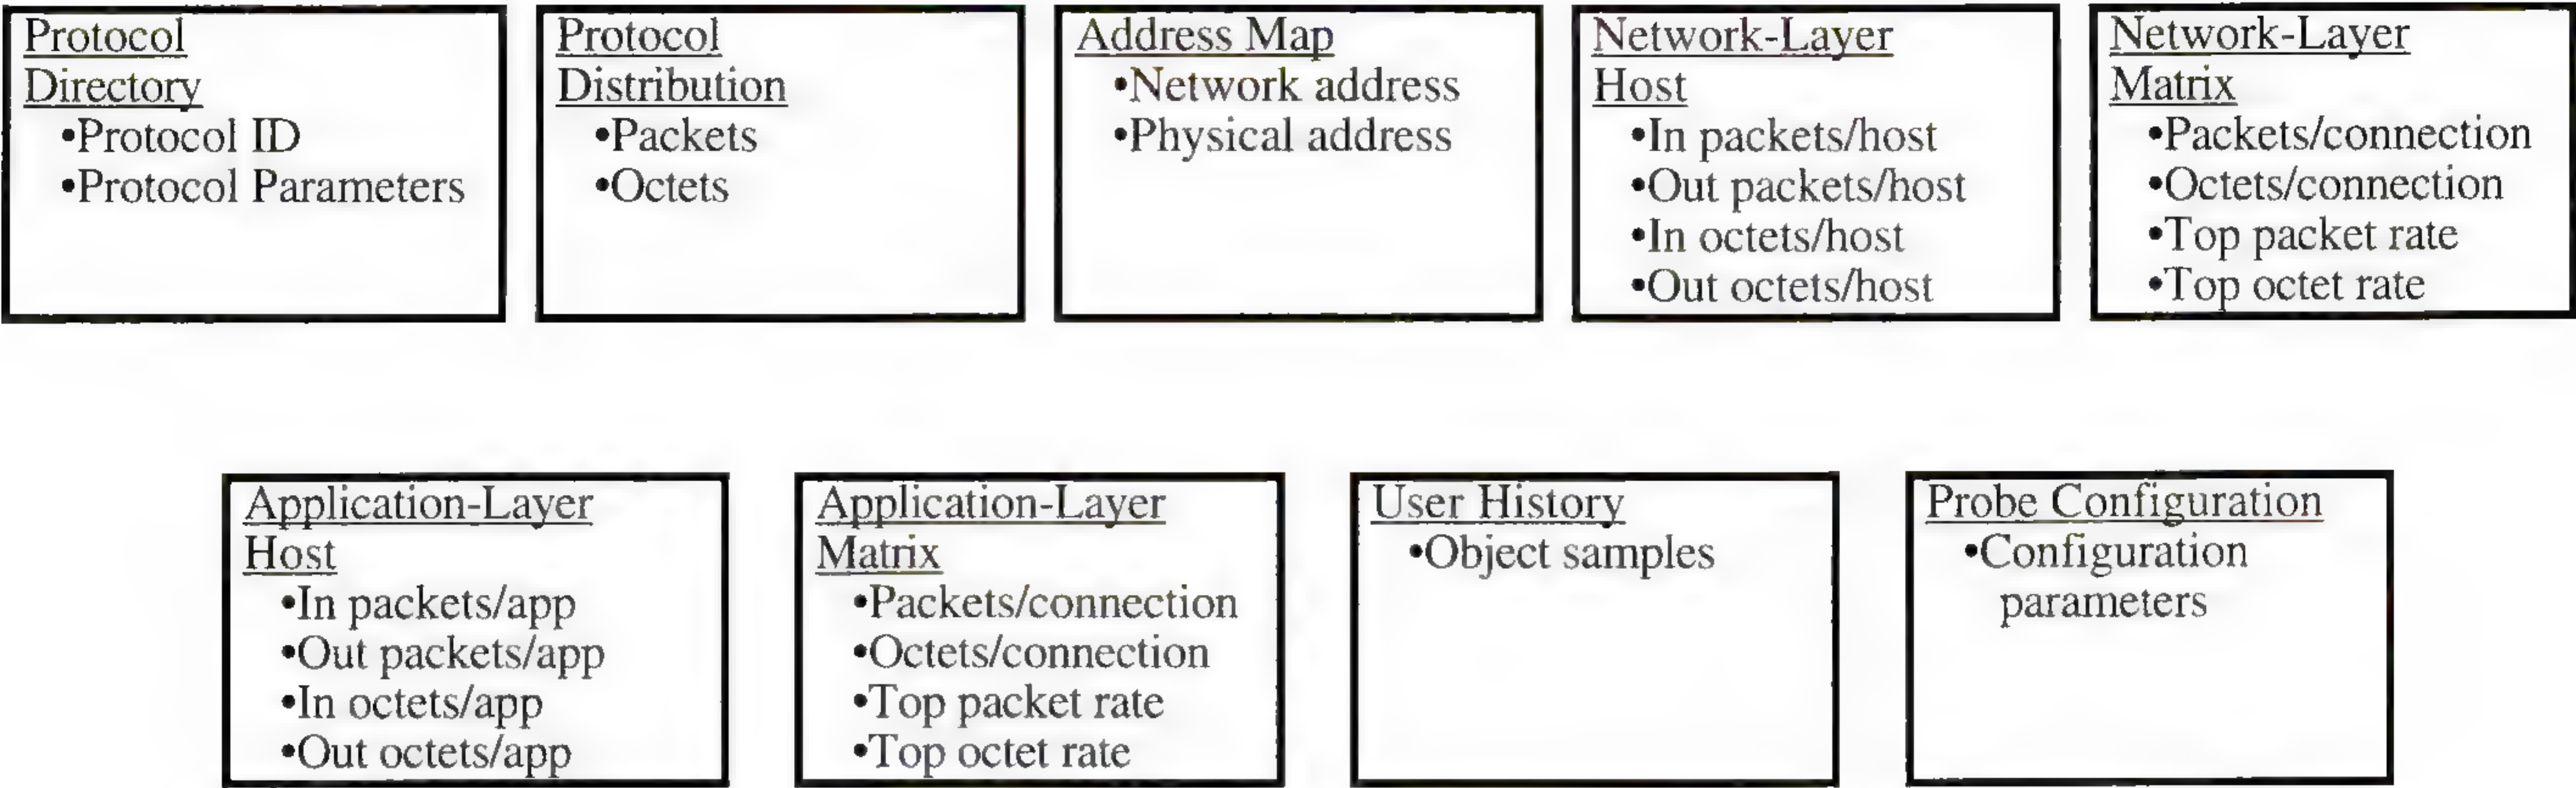 Protocol
Directory
•Protocol ID
•Protocol Parameters
Protocol
Distribution
•Packets
•Octets
Address Map
•Network address
•Physical address
Network-Layer
Host
•In packets/host
•Out packets/host
•In octets/host
•Out octets/host
Network-Layer
Matrix
•Packets/connection
•Octets/connection
•Top packet rate
•Top octet rate
Application-Layer
Host
•In packets/app
•Out packets/app
•In octets/app
•Out octets/app
Application-Layer
Matrix
•Packets/connection
•Octets/connection
•Top packet rate
•Top octet rate
User History
•Object samples
Probe Configuration
•Configuration
parameters